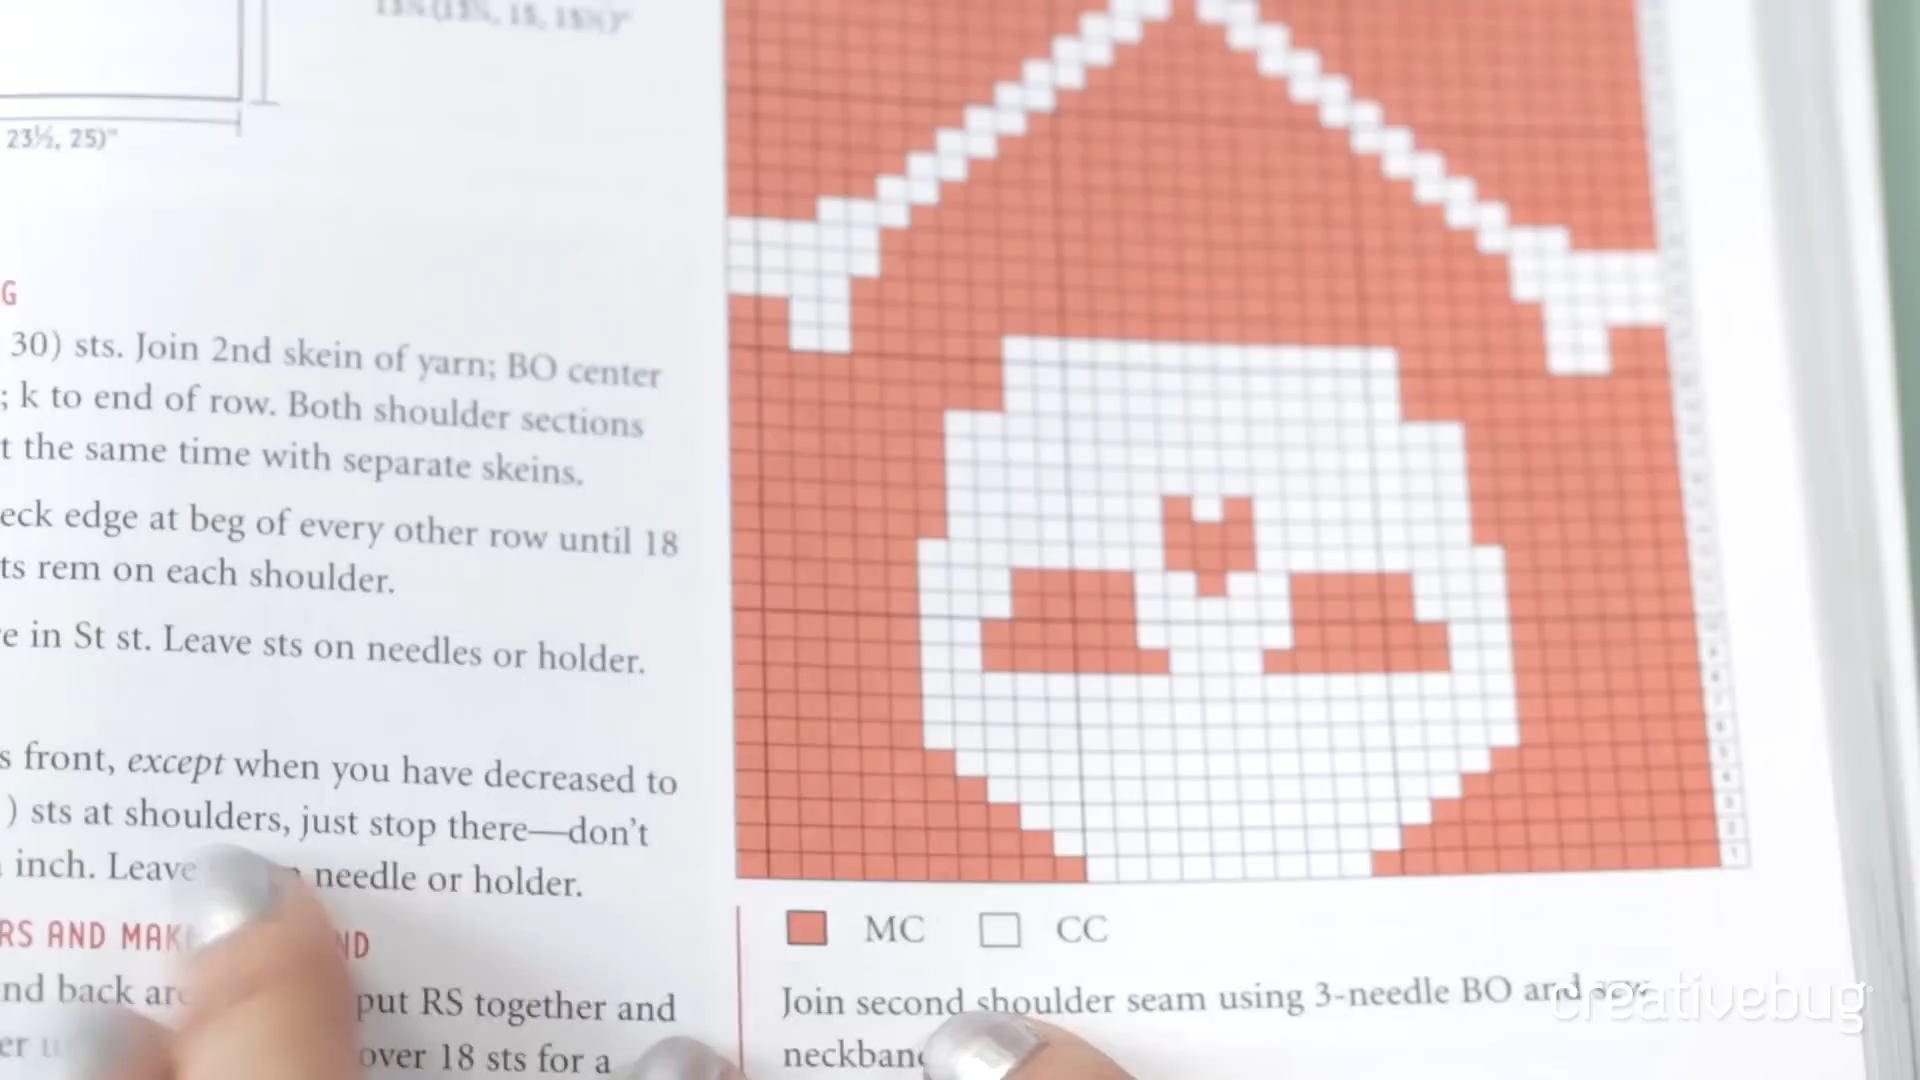 23½, 25)"
G
30) sts. Join 2nd skein of yarn; BO center
; k to end of row. Both shoulder sections
t the same time with separate skeins.
eck edge at beg of every other row until 18
ts rem on each shoulder.
e in St st. Leave sts on needles or holder.
s front, except when you have decreased to
) sts at shoulders, just stop there—don't
inch. Leave needle or holder.
RS AND MAK ND
nd back are put RS together and
er over 18 sts for a
MC CC
Join second shoulder seam using 3-needle BO and sew
neckband
creativebug